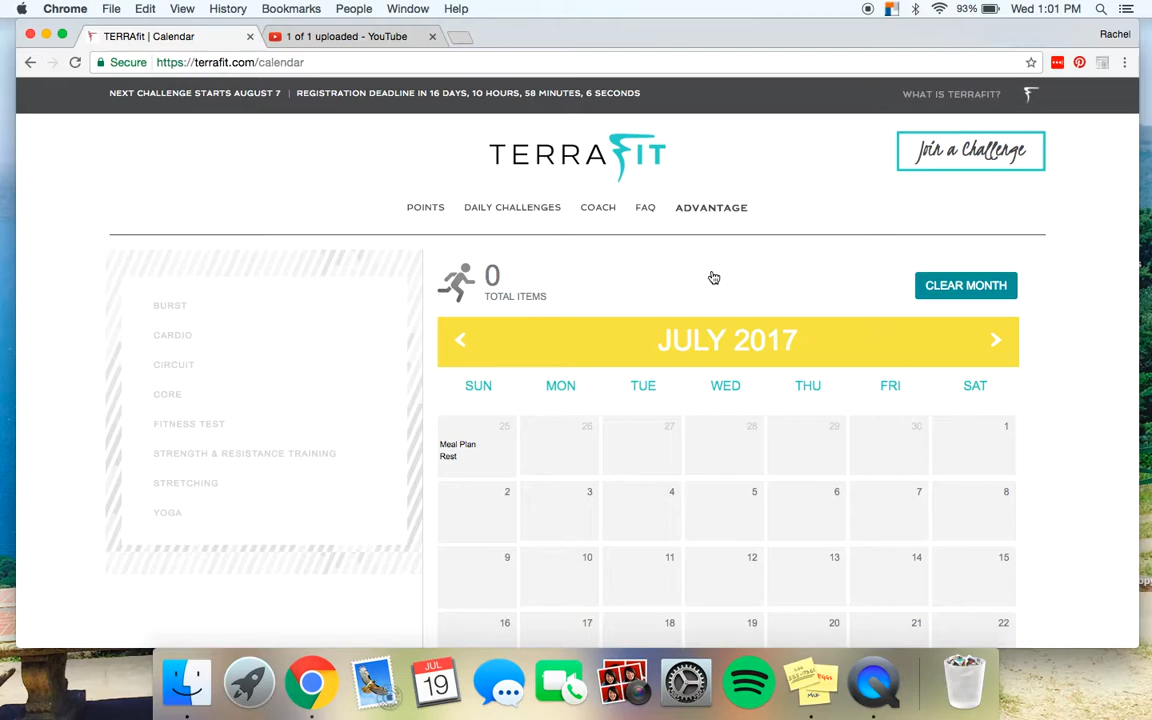 Chrome File Edit View History Bookmarks People Window Help 93% Wed 1:01 PM
TERRAfit | Calendar 1 of 1 uploaded - YouTube Rachel
Secure https://terrafit.com/calendar
NEXT CHALLENGE STARTS AUGUST 7 | REGISTRATION DEADLINE IN 16 DAYS, 10 HOURS, 58 MINUTES, 6 SECONDS WHAT IS TERRAFIT?
TERRAFIT
Join a Challenge
POINTS DAILY CHALLENGES COACH FAQ ADVANTAGE
0
TOTAL ITEMS
CLEAR MONTH
BURST
CARDIO
CIRCUIT
CORE
FITNESS TEST
STRENGTH & RESISTANCE TRAINING
STRETCHING
YOGA
JULY 2017
SUN MON TUE WED THU FRI SAT
25 26 27 28 29 30 1
Meal Plan
Rest
2 3 4 5 6 7 8
9 10 11 12 13 14 15
16 17 18 19 20 21 22
JUL
19